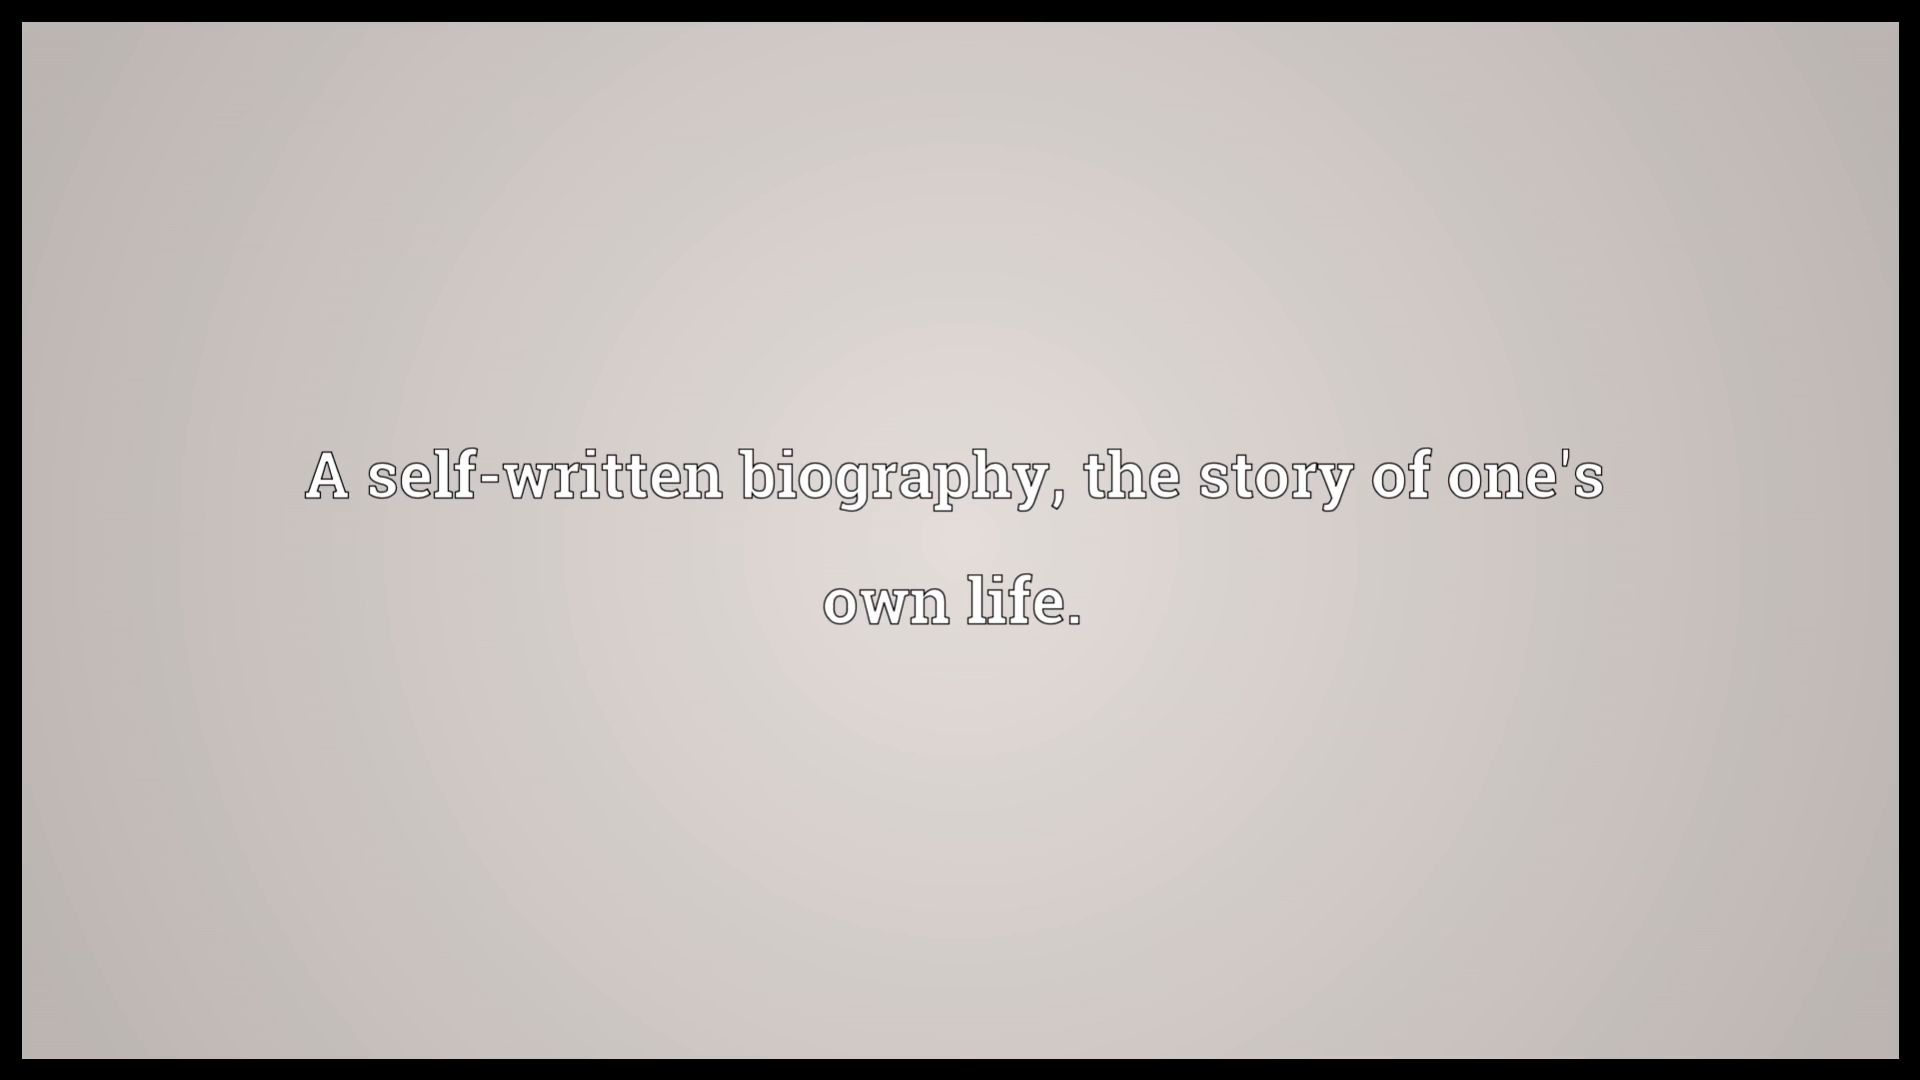 A self-written biography, the story of one's
own life.